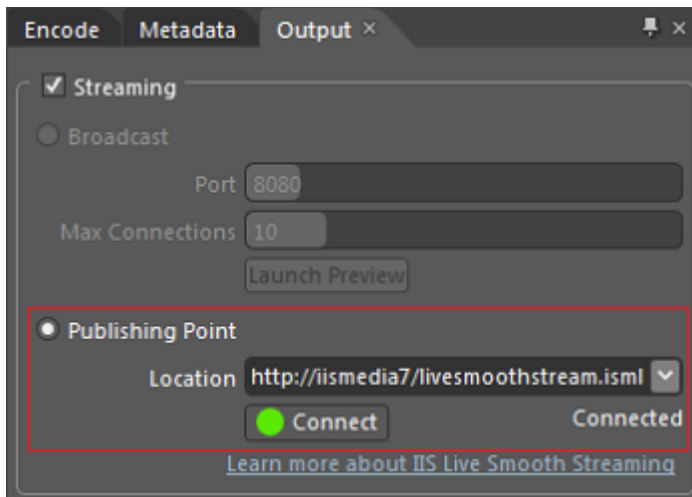 Encode Metadata Output
Streaming
Broadcast
Port 8080
Max Connections 10
Launch Preview
Publishing Point
Location http://iismedia7/livesmoothstream.isml
Connect Connected
Learn more about IIS Live Smooth Streaming